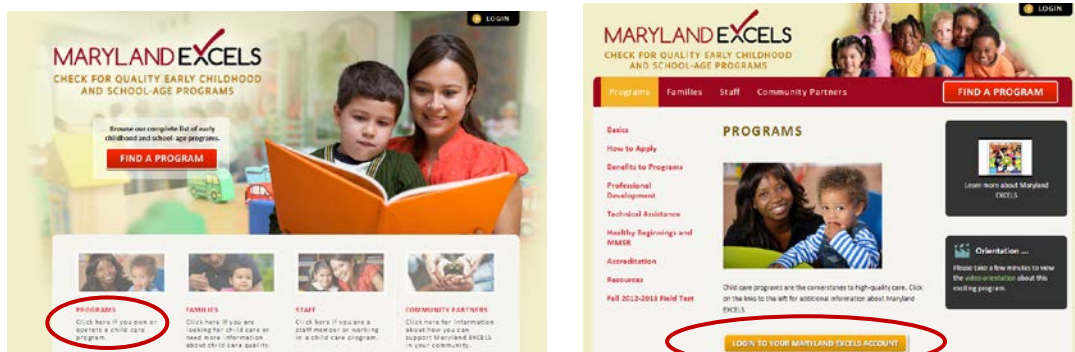 LOGIN
MARYLAND EXCELS
CHECK FOR QUALITY EARLY CHILDHOOD
AND SCHOOL-AGE PROGRAMS
Browse our complete list of early
childhood and school age programs.
FIND A PROGRAM
PROGRAMS
Click here if you own or
operate a child care
program.
FAMILIES
Click here if you are
looking for child care or
need more information
about child care quality.
STAFF
Click here if you are a
staff member or working
in a child care program.
COMMUNITY PARTNERS
Click here for information
about how you can
support Maryland EXCELS
in your community.
LOGIN
MARYLAND EXCELS
CHECK FOR QUALITY EARLY CHILDHOOD
AND SCHOOL-AGE PROGRAMS
Programs Families Staff Community Partners FIND A PROGRAM
Basics
How to Apply
Benefits to Programs
Professional
Development
Technical Assistance
Healthy Beginnings and
MMSR
Accreditation
Resources
Fall 2012-2013 Field Test
PROGRAMS
Child care programs are the cornerstones to high-quality care. Click
on the links to the left for additional information about Maryland
EXCELS.
LOGIN TO YOUR MARYLAND EXCELS ACCOUNT
Learn more about Maryland
EXCELS
Orientation ...
Please take a few minutes to view
the video orientation about this
exciting program.